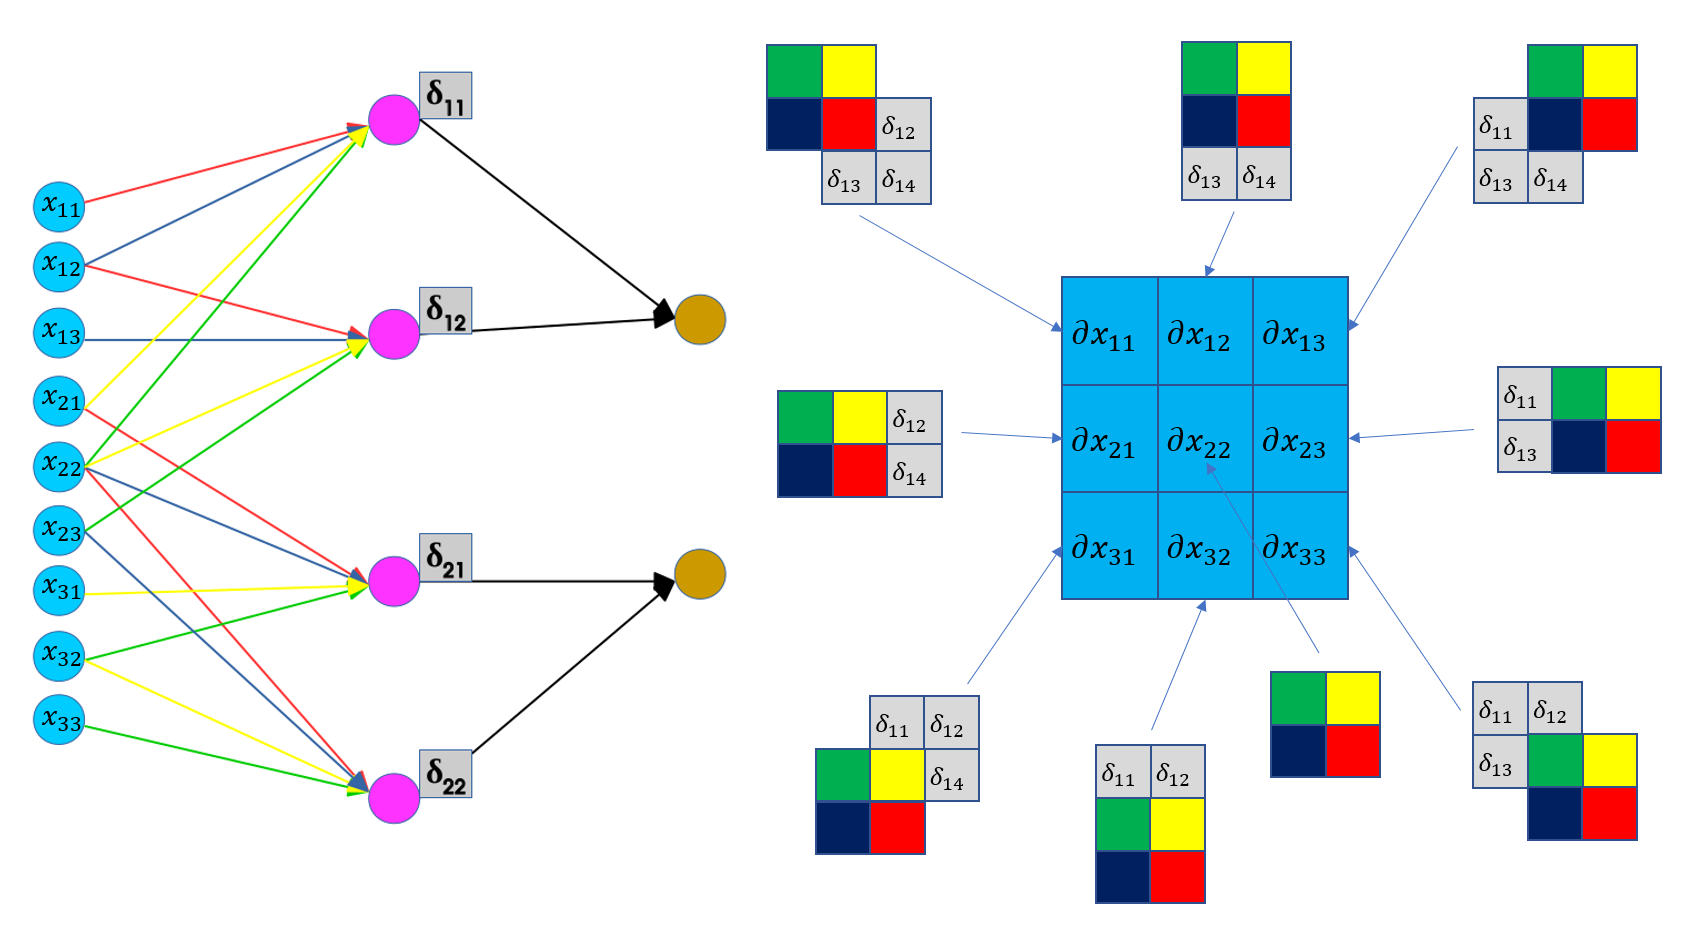 δ₁₁
x₁₁
x₁₂
x₁₃
δ₁₂
x₂₁
x₂₂
x₂₃
δ₂₁
x₃₁
x₃₂
x₃₃
δ₂₂
δ₁₂
δ₁₃ δ₁₄
δ₁₃ δ₁₄
δ₁₁
δ₁₃ δ₁₄
∂x₁₁ ∂x₁₂ ∂x₁₃
∂x₂₁ ∂x₂₂ ∂x₂₃
∂x₃₁ ∂x₃₂ ∂x₃₃
δ₁₂
δ₁₄
δ₁₁
δ₁₃
δ₁₁ δ₁₂
δ₁₄
δ₁₁ δ₁₂
δ₁₁ δ₁₂
δ₁₃